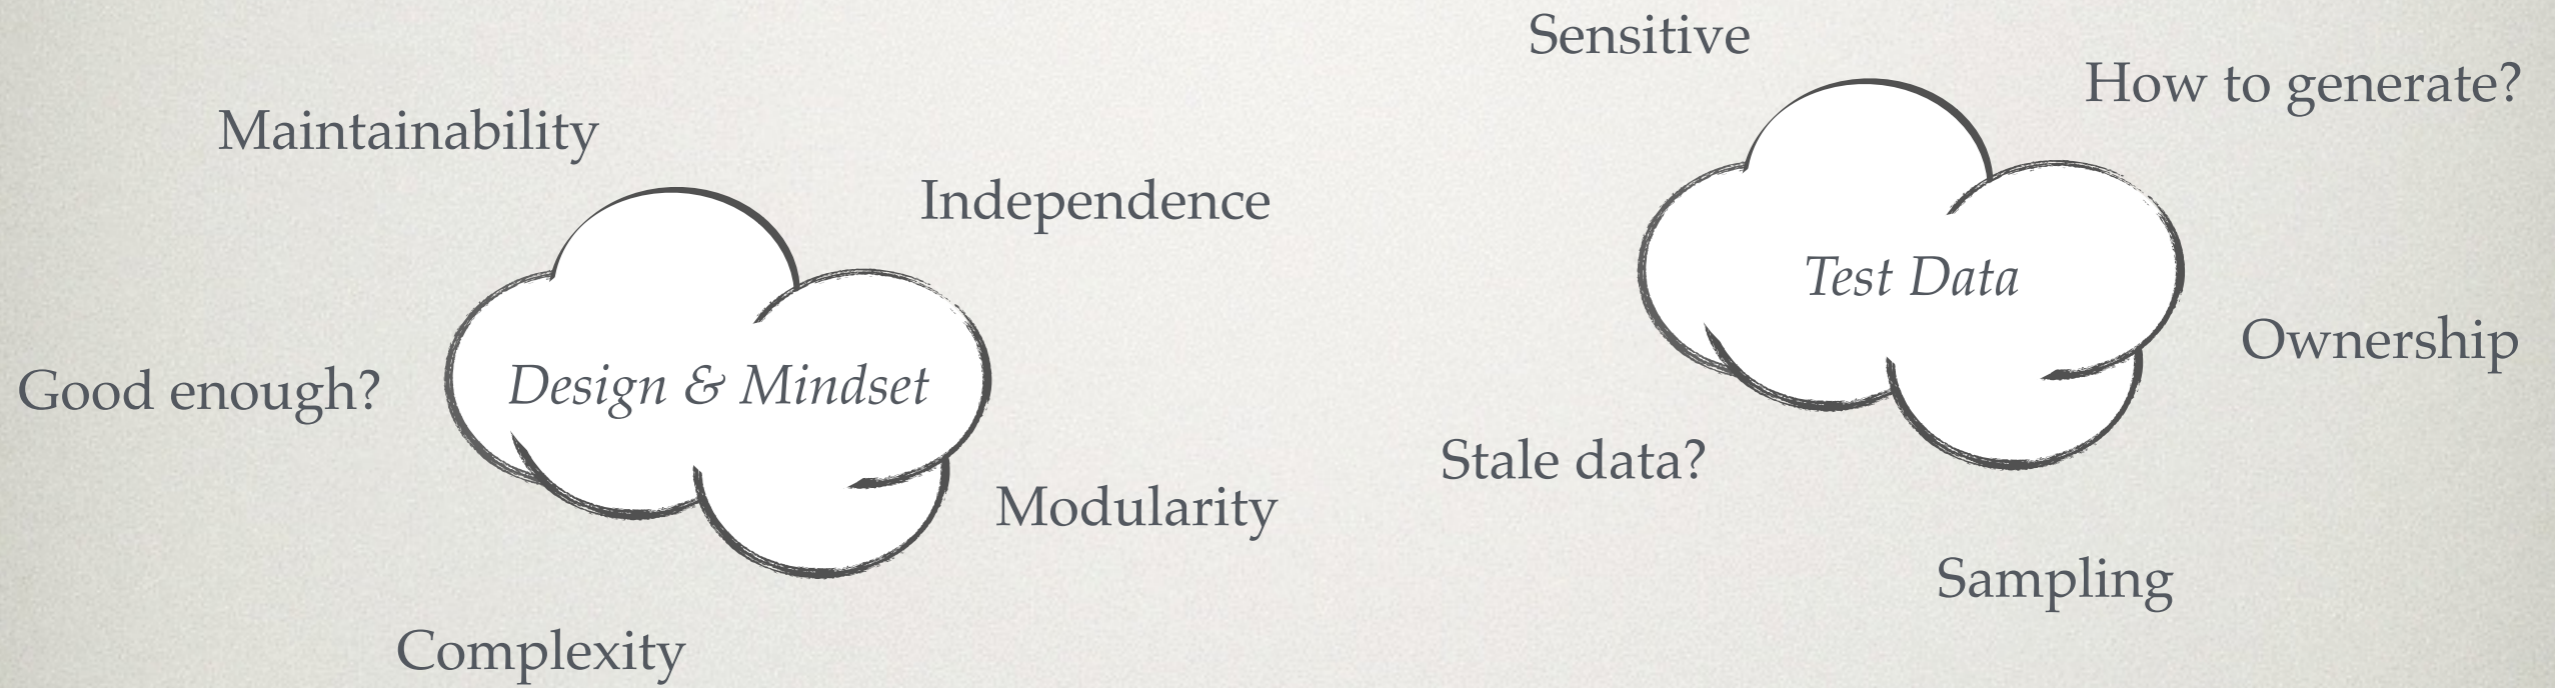 Maintainability
Independence
Good enough?
Design & Mindset
Modularity
Complexity
Sensitive
How to generate?
Test Data
Ownership
Stale data?
Sampling